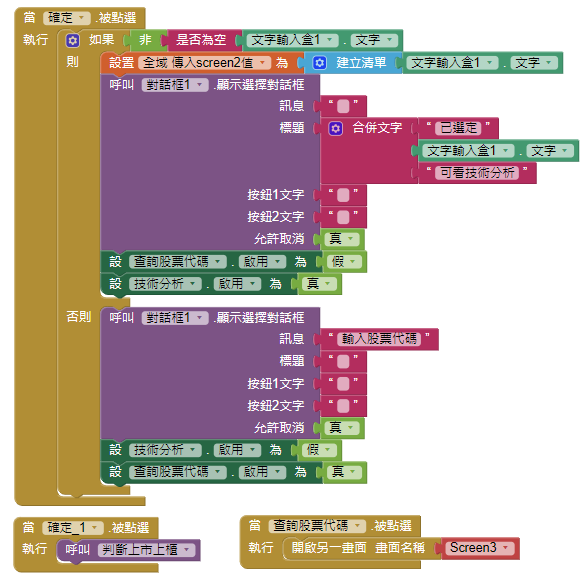 當 確定 .被點選
執行 如果 非 是否為空 文字輸入盒1 . 文字
則 設置 全域 傳入screen2值 為 建立清單 文字輸入盒1 . 文字
呼叫 對話框1 .顯示選擇對話框
訊息 “ ”
標題 合併文字 “ 已選定 ”
文字輸入盒1 . 文字
“ 可看技術分析 ”
按鈕1文字 “ ”
按鈕2文字 “ ”
允許取消 真
設 查詢股票代碼 . 啟用 為 假
設 技術分析 . 啟用 為 真
否則 呼叫 對話框1 .顯示選擇對話框
訊息 “ 輸入股票代碼 ”
標題 “ ”
按鈕1文字 “ ”
按鈕2文字 “ ”
允許取消 真
設 技術分析 . 啟用 為 假
設 查詢股票代碼 . 啟用 為 真
當 確定_1 .被點選
執行 呼叫 判斷上市上櫃
當 查詢股票代碼 .被點選
執行 開啟另一畫面 畫面名稱 Screen3